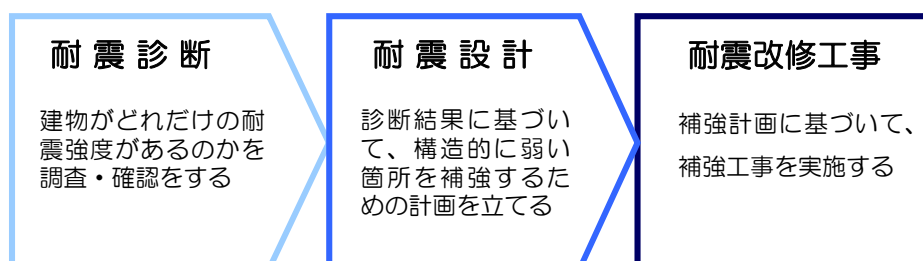 耐震診断
建物がどれだけの耐
震強度があるのかを
調査・確認をする
耐震設計
診断結果に基づい
て、構造的に弱い
箇所を補強するた
めの計画を立てる
耐震改修工事
補強計画に基づいて、
補強工事を実施する